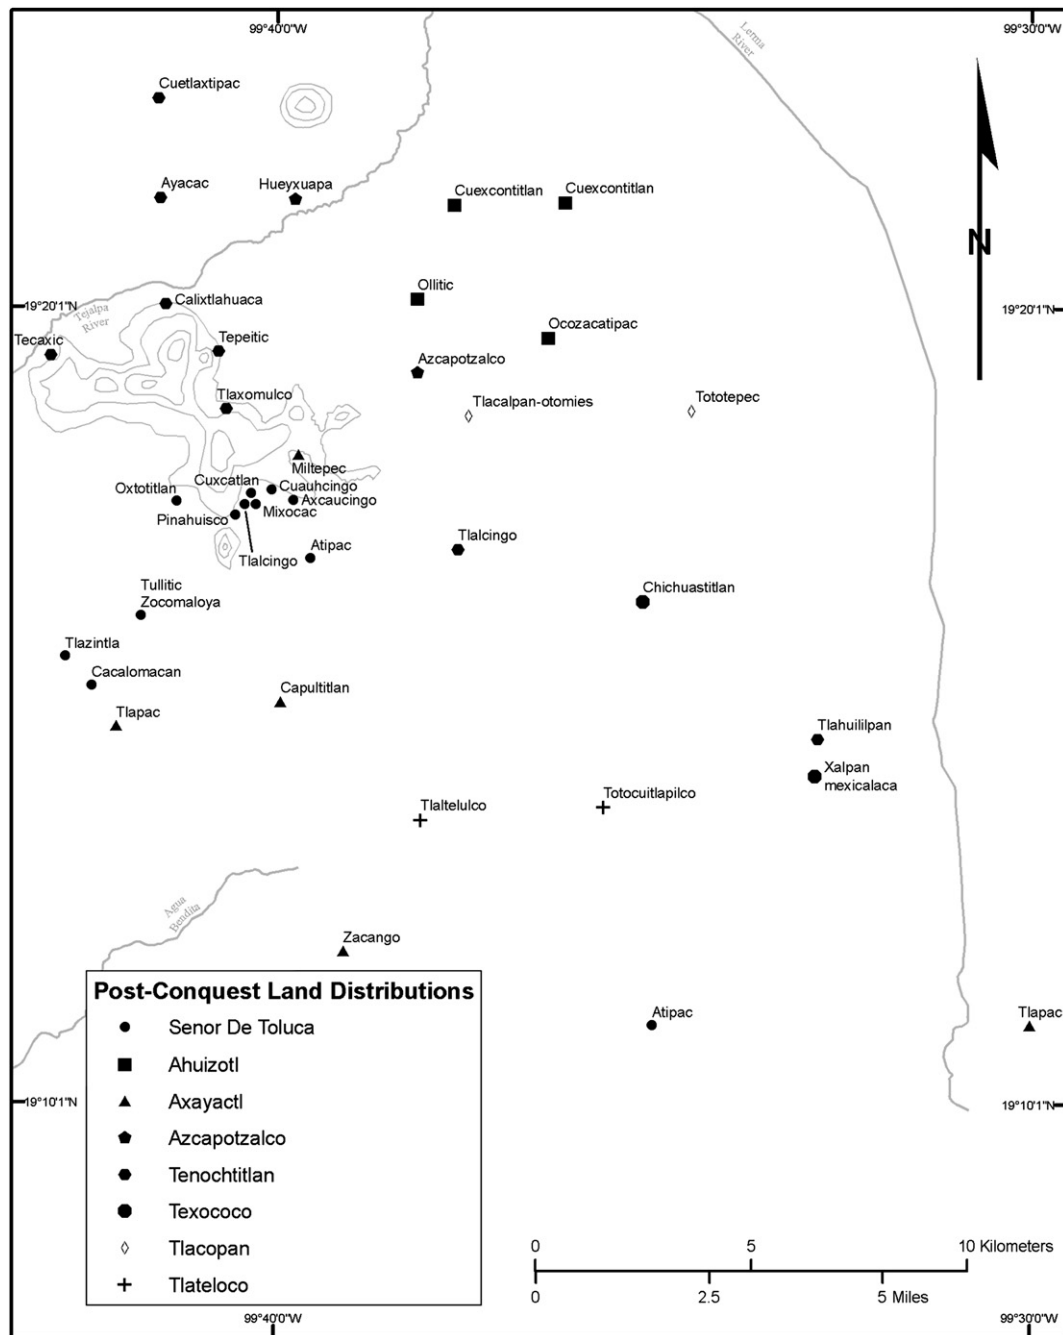 99°40'0"W
99°30'0"W
Lerma
River
Cuetlaxtipac
Ayacac
Hueyxuapa
Cuexcontitlan
Cuexcontitlan
N
Ollitic
Calixtlahuaca
19°20'1"N
19°20'1"N
Tejalpa
River
Tecaxic
Tepeitic
Ocozacatipac
Azcapotzalco
Tlaxomulco
Tlacalpan-otomies
Tototepec
Miltepec
Cuxcatlan
Cuauhcingo
Oxtotitlan
Axcaucingo
Mixocac
Pinahuisco
Tlalcingo
Atipac
Tlalcingo
Tullitic
Zocomaloya
Chichuastitlan
Tlazintla
Cacalomacan
Capultitlan
Tlapac
Tlahuililpan
Xalpan
mexicalaca
Tlaltelulco
Totocuitlapilco
Agua
Bendita
Zacango
Atipac
Tlapac
Post-Conquest Land Distributions
Senor De Toluca
Ahuizotl
Axayactl
Azcapotzalco
Tenochtitlan
Texococo
Tlacopan
Tlateloco
19°10'1"N
19°10'1"N
0 5 10 Kilometers
0 2.5 5 Miles
99°40'0"W
99°30'0"W